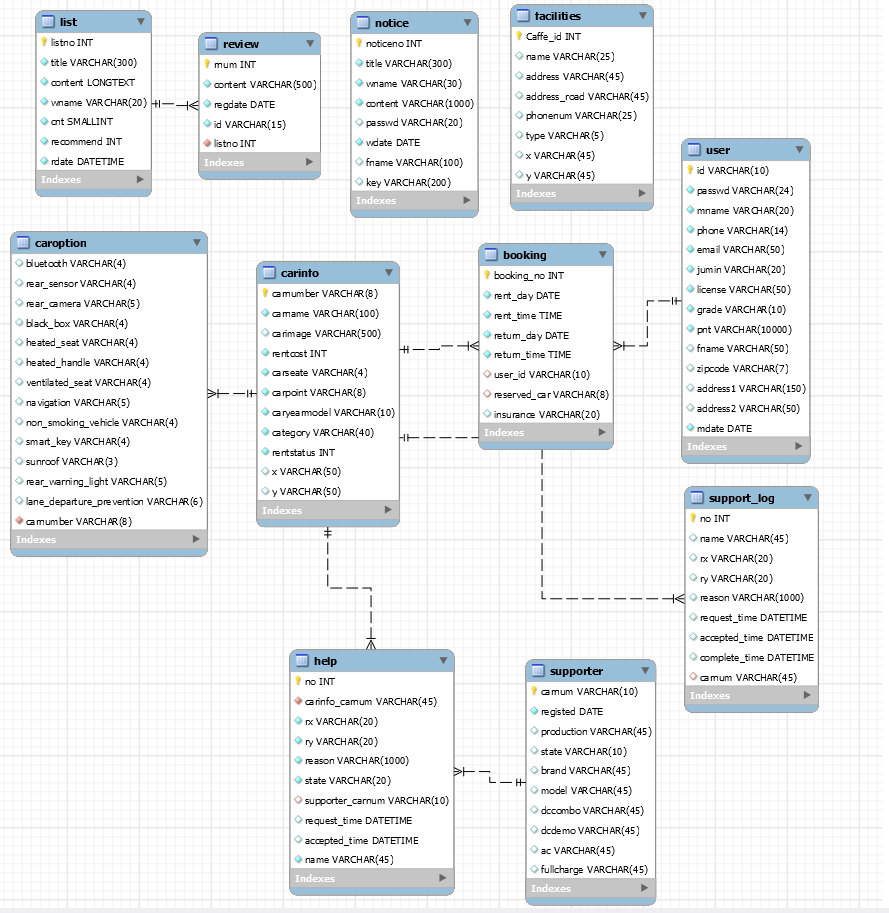 list
listno INT
title VARCHAR(300)
content LONGTEXT
wname VARCHAR(20)
cnt SMALLINT
recommend INT
rdate DATETIME
Indexes
review
rnum INT
content VARCHAR(500)
regdate DATE
id VARCHAR(15)
listno INT
Indexes
notice
noticeno INT
title VARCHAR(300)
wname VARCHAR(30)
content VARCHAR(1000)
passwd VARCHAR(20)
wdate DATE
fname VARCHAR(100)
key VARCHAR(200)
Indexes
facilities
Caffe_id INT
name VARCHAR(25)
address VARCHAR(45)
address_road VARCHAR(45)
phonenum VARCHAR(25)
type VARCHAR(5)
x VARCHAR(45)
y VARCHAR(45)
Indexes
user
id VARCHAR(10)
passwd VARCHAR(24)
mname VARCHAR(20)
phone VARCHAR(14)
email VARCHAR(50)
jumin VARCHAR(20)
license VARCHAR(50)
grade VARCHAR(10)
pnt VARCHAR(10000)
fname VARCHAR(50)
zipcode VARCHAR(7)
address1 VARCHAR(150)
address2 VARCHAR(50)
mdate DATE
Indexes
caroption
bluetooth VARCHAR(4)
rear_sensor VARCHAR(4)
rear_camera VARCHAR(5)
black_box VARCHAR(4)
heated_seat VARCHAR(4)
heated_handle VARCHAR(4)
ventilated_seat VARCHAR(4)
navigation VARCHAR(5)
non_smoking_vehicle VARCHAR(4)
smart_key VARCHAR(4)
sunroof VARCHAR(3)
rear_warning_light VARCHAR(5)
lane_departure_prevention VARCHAR(6)
carnumber VARCHAR(8)
Indexes
carinfo
carnumber VARCHAR(8)
carname VARCHAR(100)
carimage VARCHAR(500)
rentcost INT
carseate VARCHAR(4)
carpoint VARCHAR(8)
caryeamodel VARCHAR(10)
category VARCHAR(40)
rentstatus INT
x VARCHAR(50)
y VARCHAR(50)
Indexes
booking
booking_no INT
rent_day DATE
rent_time TIME
return_day DATE
return_time TIME
user_id VARCHAR(10)
reserved_car VARCHAR(8)
insurance VARCHAR(20)
Indexes
support_log
no INT
name VARCHAR(45)
rx VARCHAR(20)
ry VARCHAR(20)
reason VARCHAR(1000)
request_time DATETIME
accepted_time DATETIME
complete_time DATETIME
carnum VARCHAR(45)
Indexes
help
no INT
carinfo_carnum VARCHAR(45)
rx VARCHAR(20)
ry VARCHAR(20)
reason VARCHAR(1000)
state VARCHAR(20)
supporter_carnum VARCHAR(10)
request_time DATETIME
accepted_time DATETIME
name VARCHAR(45)
Indexes
supporter
carnum VARCHAR(10)
registed DATE
production VARCHAR(45)
state VARCHAR(10)
brand VARCHAR(45)
model VARCHAR(45)
dccombo VARCHAR(45)
dcdemo VARCHAR(45)
ac VARCHAR(45)
fullcharge VARCHAR(45)
Indexes